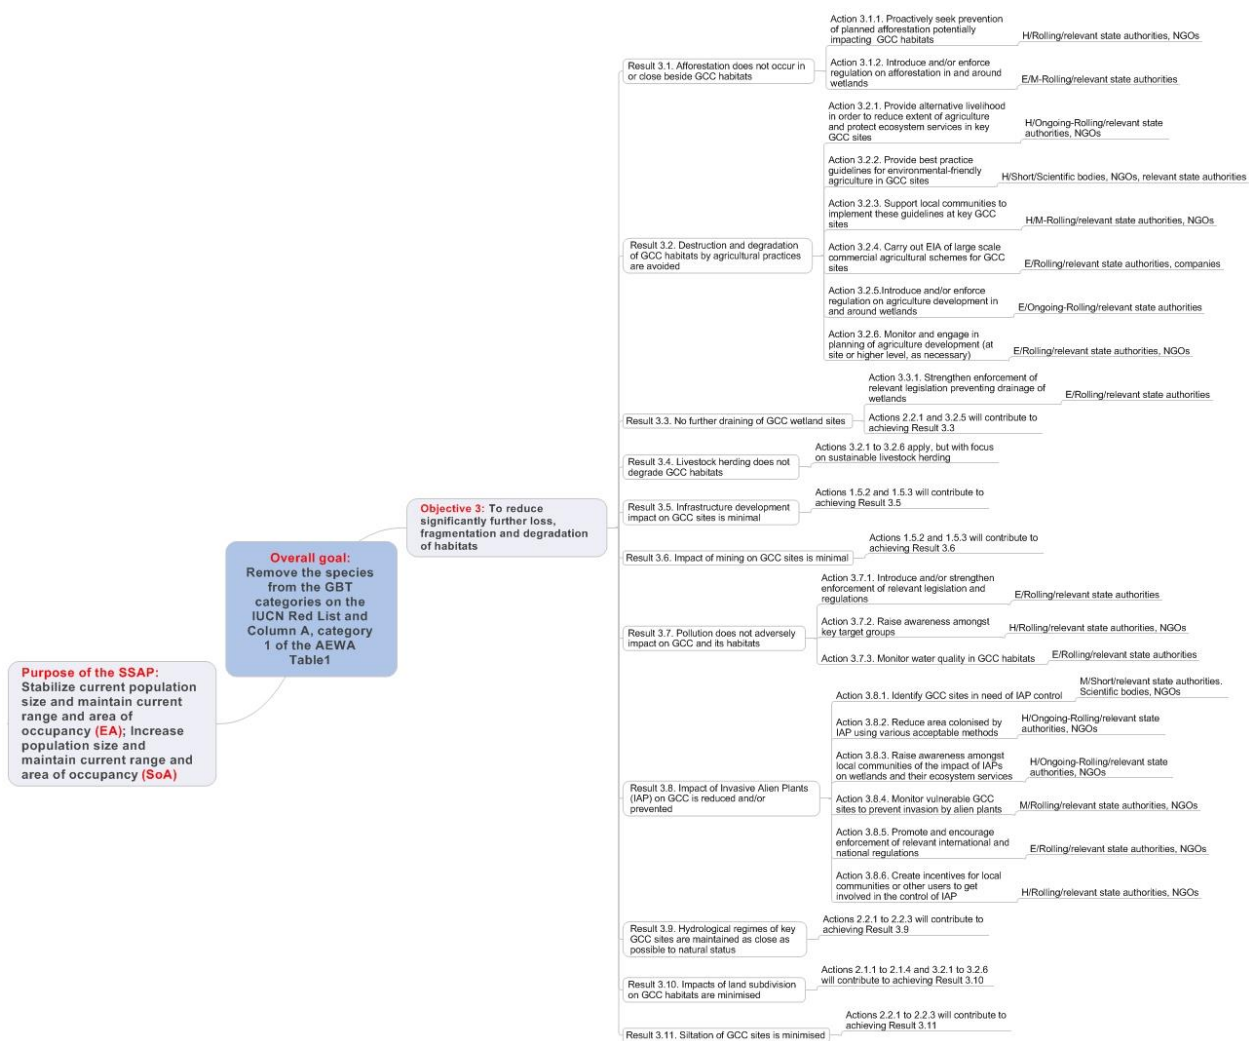 Purpose of the SSAP:
Stabilize current population
size and maintain current
range and area of
occupancy (EA); Increase
population size and
maintain current range and
area of occupancy (SoA)
Overall goal:
Remove the species
from the GBT
categories on the
IUCN Red List and
Column A, category
1 of the AEWA
Table1
Objective 3: To reduce
significantly further loss,
fragmentation and degradation
of habitats
Result 3.1. Afforestation does not occur in
or close beside GCC habitats
Action 3.1.1. Proactively seek prevention
of planned afforestation potentially
impacting GCC habitats
H/Rolling/relevant state authorities, NGOs
Action 3.1.2. Introduce and/or enforce
regulation on afforestation in and around
wetlands
E/M-Rolling/relevant state authorities
Result 3.2. Destruction and degradation
of GCC habitats by agricultural practices
are avoided
Action 3.2.1. Provide alternative livelihood
in order to reduce extent of agriculture
and protect ecosystem services in key
GCC sites
H/Ongoing-Rolling/relevant state
authorities, NGOs
Action 3.2.2. Provide best practice
guidelines for environmental-friendly
agriculture in GCC sites
H/Short/Scientific bodies, NGOs, relevant state authorities
Action 3.2.3. Support local communities to
implement these guidelines at key GCC
sites
H/M-Rolling/relevant state authorities, NGOs
Action 3.2.4. Carry out EIA of large scale
commercial agricultural schemes for GCC
sites
E/Rolling/relevant state authorities, companies
Action 3.2.5.Introduce and/or enforce
regulation on agriculture development in
and around wetlands
E/Ongoing-Rolling/relevant state authorities
Action 3.2.6. Monitor and engage in
planning of agriculture development (at
site or higher level, as necessary)
E/Rolling/relevant state authorities, NGOs
Result 3.3. No further draining of GCC wetland sites
Action 3.3.1. Strengthen enforcement of
relevant legislation preventing drainage of
wetlands
E/Rolling/relevant state authorities
Actions 2.2.1 and 3.2.5 will contribute to
achieving Result 3.3
Result 3.4. Livestock herding does not
degrade GCC habitats
Actions 3.2.1 to 3.2.6 apply, but with focus
on sustainable livestock herding
Result 3.5. Infrastructure development
impact on GCC sites is minimal
Actions 1.5.2 and 1.5.3 will contribute to
achieving Result 3.5
Result 3.6. Impact of mining on GCC sites is minimal
Actions 1.5.2 and 1.5.3 will contribute to
achieving Result 3.6
Result 3.7. Pollution does not adversely
impact on GCC and its habitats
Action 3.7.1. Introduce and/or strengthen
enforcement of relevant legislation and
regulations
E/Rolling/relevant state authorities
Action 3.7.2. Raise awareness amongst
key target groups
H/Rolling/relevant state authorities, NGOs
Action 3.7.3. Monitor water quality in GCC habitats
E/Rolling/relevant state authorities
Result 3.8. Impact of Invasive Alien Plants
(IAP) on GCC is reduced and/or
prevented
Action 3.8.1. Identify GCC sites in need of IAP control
M/Short/relevant state authorities.
Scientific bodies, NGOs
Action 3.8.2. Reduce area colonised by
IAP using various acceptable methods
H/Ongoing-Rolling/relevant state
authorities, NGOs
Action 3.8.3. Raise awareness amongst
local communities of the impact of IAPs
on wetlands and their ecosystem services
H/Ongoing-Rolling/relevant state
authorities, NGOs
Action 3.8.4. Monitor vulnerable GCC
sites to prevent invasion by alien plants
M/Rolling/relevant state authorities, NGOs
Action 3.8.5. Promote and encourage
enforcement of relevant international and
national regulations
E/Rolling/relevant state authorities, NGOs
Action 3.8.6. Create incentives for local
communities or other users to get
involved in the control of IAP
H/Rolling/relevant state authorities, NGOs
Result 3.9. Hydrological regimes of key
GCC sites are maintained as close as
possible to natural status
Actions 2.2.1 to 2.2.3 will contribute to
achieving Result 3.9
Result 3.10. Impacts of land subdivision
on GCC habitats are minimised
Actions 2.1.1 to 2.1.4 and 3.2.1 to 3.2.6
will contribute to achieving Result 3.10
Result 3.11. Siltation of GCC sites is minimised
Actions 2.2.1 to 2.2.3 will contribute to
achieving Result 3.11